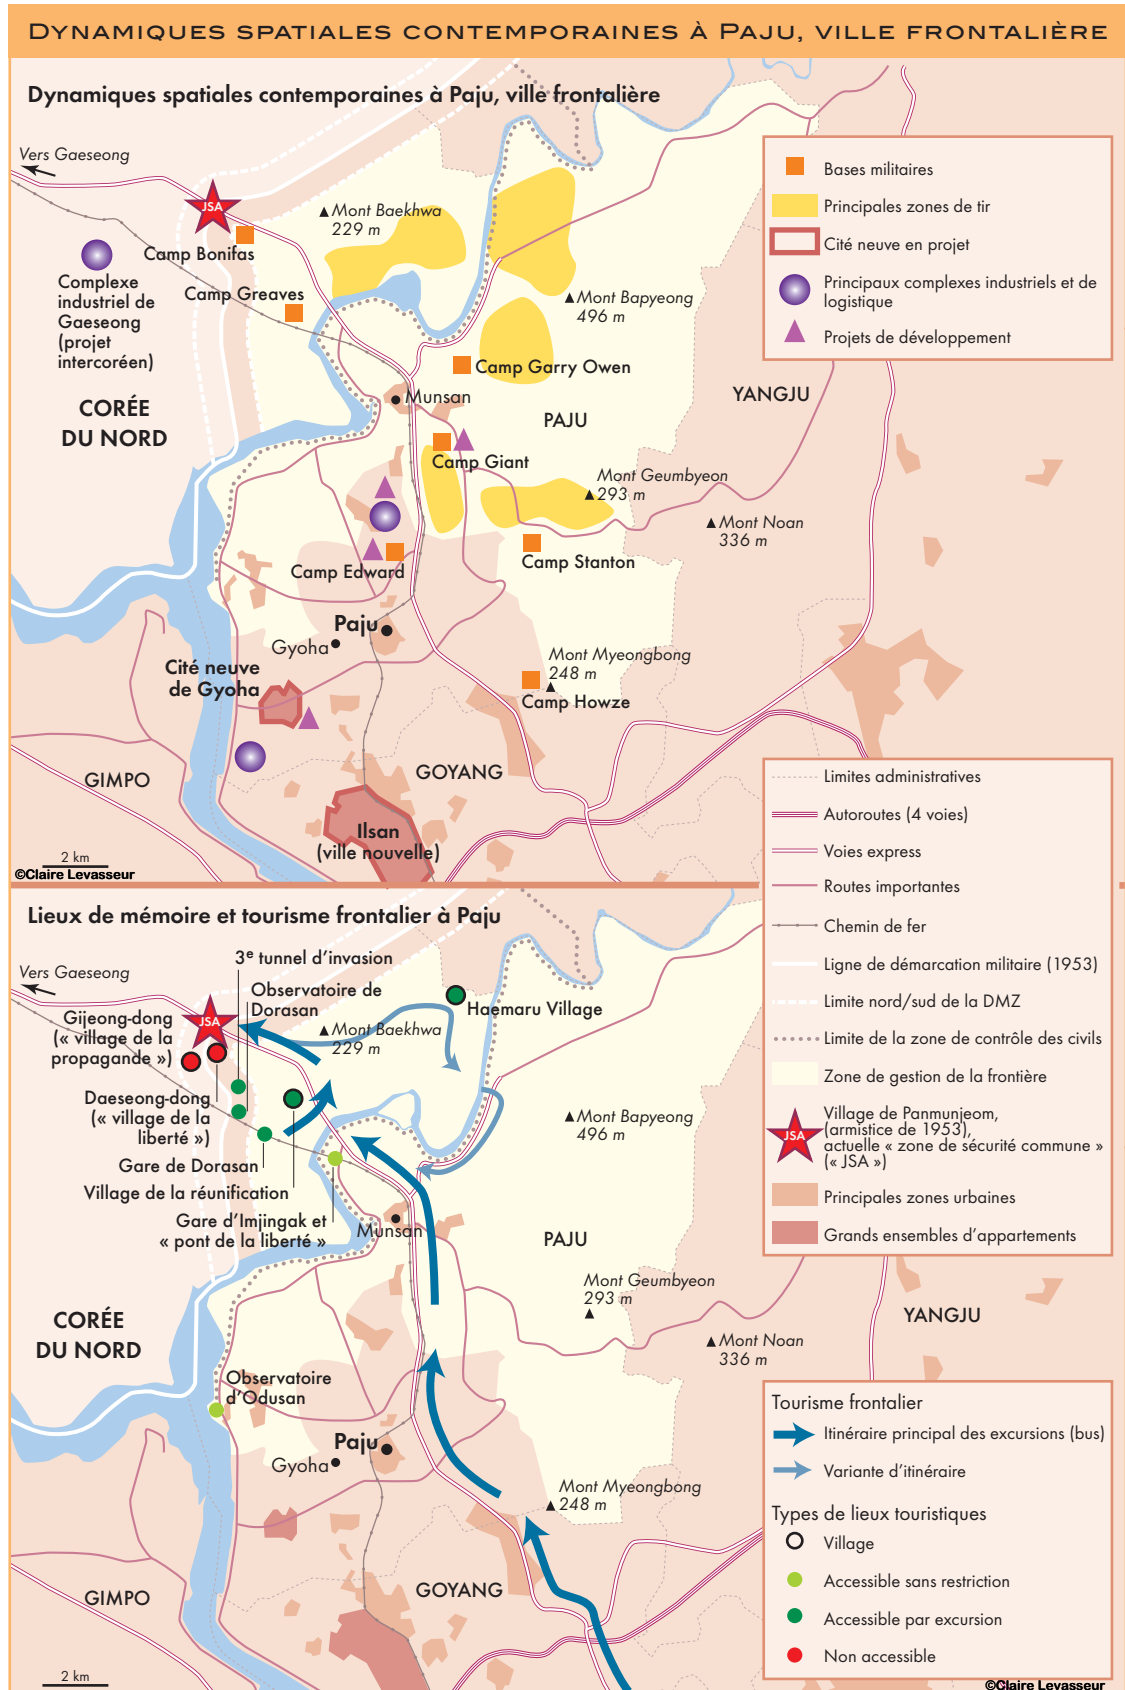 DYNAMIQUES SPATIALES CONTEMPORAINES À PAJU, VILLE FRONTALIÈRE
Dynamiques spatiales contemporaines à Paju, ville frontalière
Vers Gaeseong
JSA
Mont Baekhwa
229 m
Camp Bonifas
Complexe
industriel de
Gaeseong
(projet
intercoréen)
Camp Greaves
Mont Bapyeong
496 m
Camp Garry Owen
CORÉE
DU NORD
Munsan
PAJU
YANGJU
Camp Giant
Mont Geumbyeon
293 m
Mont Noan
336 m
Camp Edward
Camp Stanton
Paju
Gyoha
Cité neuve
de Gyoha
Mont Myeongbong
248 m
Camp Howze
GIMPO
GOYANG
Ilsan
(ville nouvelle)
2 km
©Claire Levasseur
Bases militaires
Principales zones de tir
Cité neuve en projet
Principaux complexes industriels et de
logistique
Projets de développement
Limites administratives
Autoroutes (4 voies)
Voies express
Routes importantes
Chemin de fer
Ligne de démarcation militaire (1953)
Limite nord/sud de la DMZ
Limite de la zone de contrôle des civils
Zone de gestion de la frontière
JSA
Village de Panmunjeom,
(armistice de 1953),
actuelle « zone de sécurité commune »
(« JSA »)
Principales zones urbaines
Grands ensembles d'appartements
Lieux de mémoire et tourisme frontalier à Paju
Vers Gaeseong
3e tunnel d'invasion
Observatoire de
Dorasan
Haemaru Village
JSA
Gijeong-dong
(« village de la
propagande »)
Mont Baekhwa
229 m
Daeseong-dong
(« village de la
liberté »)
Mont Bapyeong
496 m
Gare de Dorasan
Village de la réunification
Gare d'Imjingak et
« pont de la liberté »
Munsan
PAJU
Mont Geumbyeon
293 m
CORÉE
DU NORD
YANGJU
Mont Noan
336 m
Observatoire
d'Odusan
Paju
Gyoha
Mont Myeongbong
248 m
GIMPO
GOYANG
2 km
Tourisme frontalier
Itinéraire principal des excursions (bus)
Variante d'itinéraire
Types de lieux touristiques
Village
Accessible sans restriction
Accessible par excursion
Non accessible
©Claire Levasseur